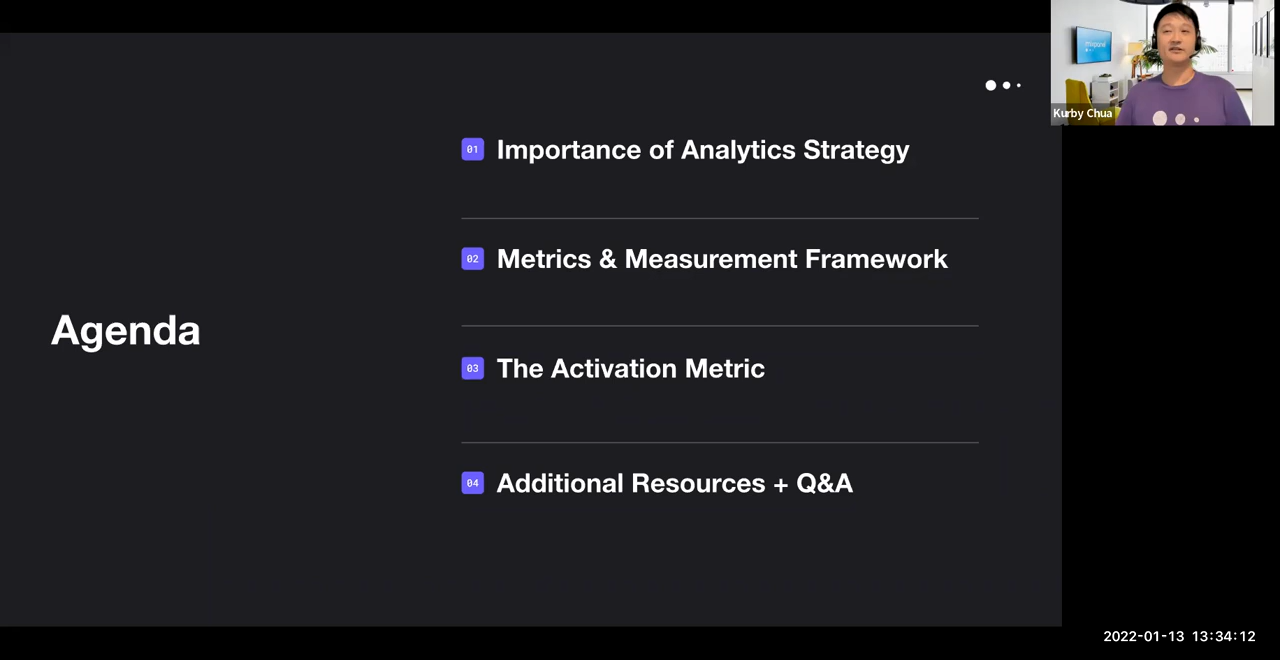 Agenda
01 Importance of Analytics Strategy
02 Metrics & Measurement Framework
03 The Activation Metric
04 Additional Resources + Q&A
mixpanel
Kurby Chua
2022-01-13 13:34:12